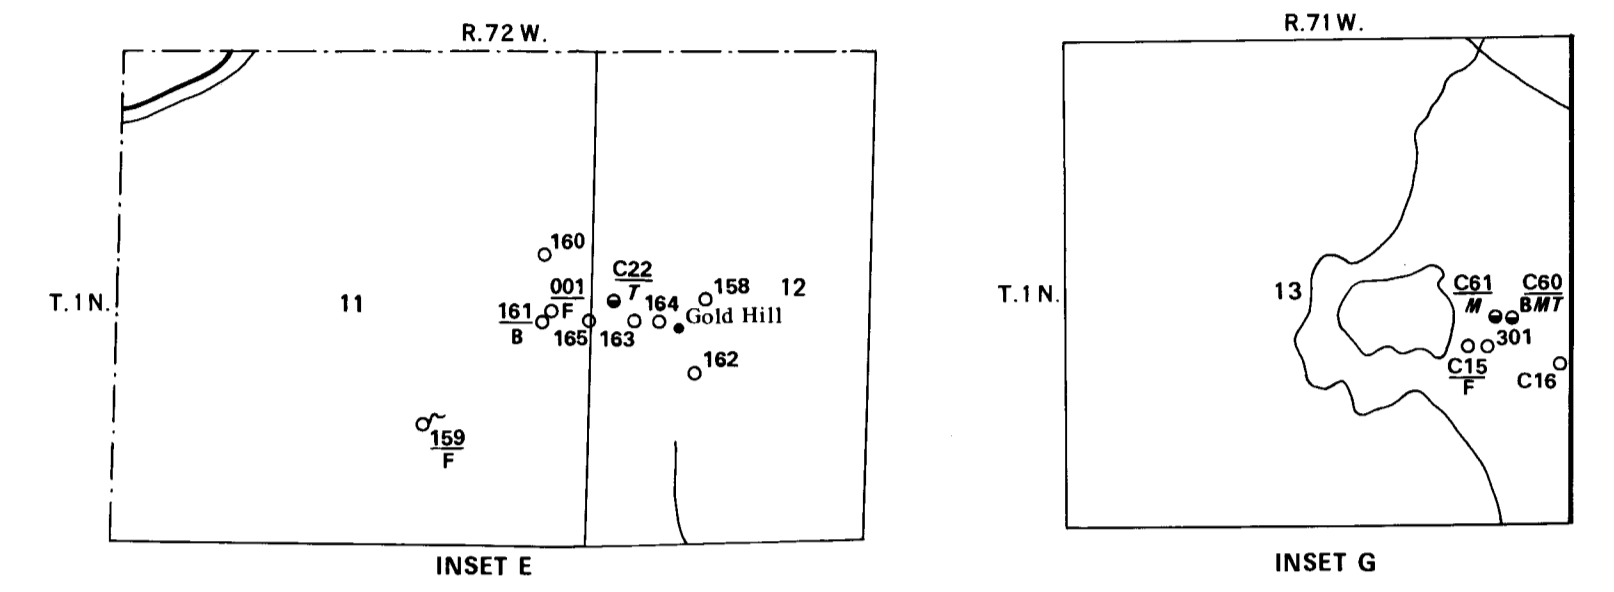 R.72 W.
T.1 N.
11
12
160
001
F
C22
T
158
161
B
165
163
164
Gold Hill
162
159
F
INSET E
R.71 W.
T.1 N.
13
C61
M
C60
BMT
301
C15
F
C16
INSET G